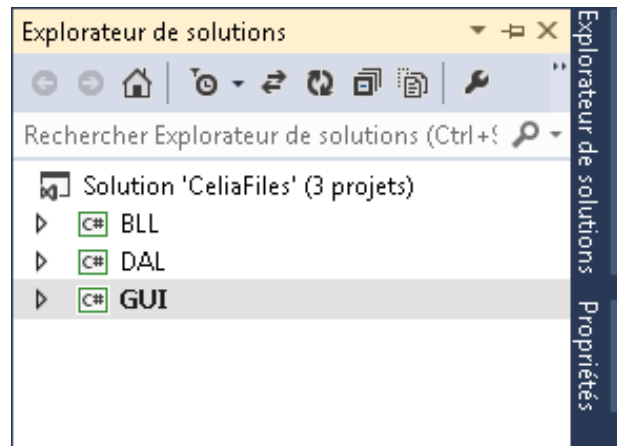 Explorateur de solutions
Rechercher Explorateur de solutions (Ctrl+
Solution 'CeliaFiles' (3 projets)
C# BLL
C# DAL
C# GUI
Explorateur de solutions
Propriétés